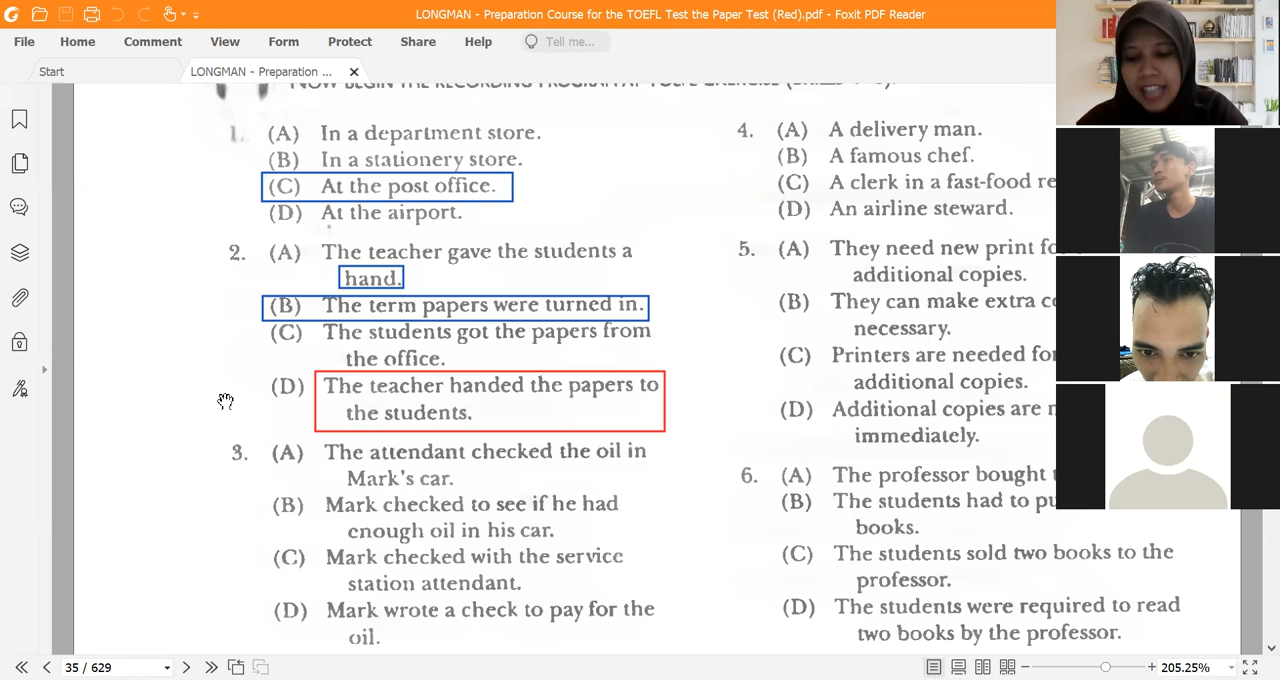 LONGMAN - Preparation Course for the TOEFL Test the Paper Test (Red).pdf - Foxit PDF Reader
File Home Comment View Form Protect Share Help Tell me...
Start LONGMAN - Preparation ...
NOW BEGIN THE RECORDING PROGRAM AT TOEFL EXERCISE
1. (A) In a department store.
(B) In a stationery store.
(C) At the post office.
(D) At the airport.
2. (A) The teacher gave the students a
hand.
(B) The term papers were turned in.
(C) The students got the papers from
the office.
(D) The teacher handed the papers to
the students.
3. (A) The attendant checked the oil in
Mark's car.
(B) Mark checked to see if he had
enough oil in his car.
(C) Mark checked with the service
station attendant.
(D) Mark wrote a check to pay for the
oil.
4. (A) A delivery man.
(B) A famous chef.
(C) A clerk in a fast-food
(D) An airline steward.
5. (A) They need new print
additional copies.
(B) They can make extra
necessary.
(C) Printers are needed
additional copies.
(D) Additional copies are
immediately.
6. (A) The professor bought
(B) The students had to
books.
(C) The students sold two books to the
professor.
(D) The students were required to read
two books by the professor.
35 / 629 205.25%